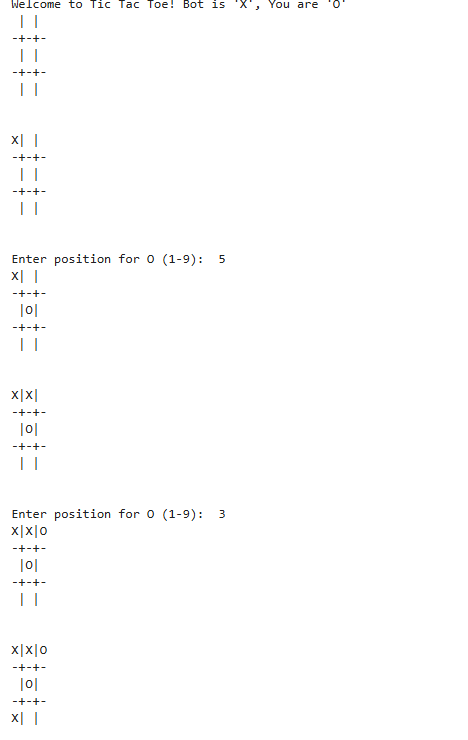 Welcome to Tic Tac Toe! Bot is 'X', You are 'O'
 | |
-+-+-
 | |
-+-+-
 | |
X| |
-+-+-
 | |
-+-+-
 | |
Enter position for O (1-9):  5
X| |
-+-+-
 |O|
-+-+-
 | |
X|X|
-+-+-
 |O|
-+-+-
 | |
Enter position for O (1-9):  3
X|X|O
-+-+-
 |O|
-+-+-
 | |
X|X|O
-+-+-
 |O|
-+-+-
X| |